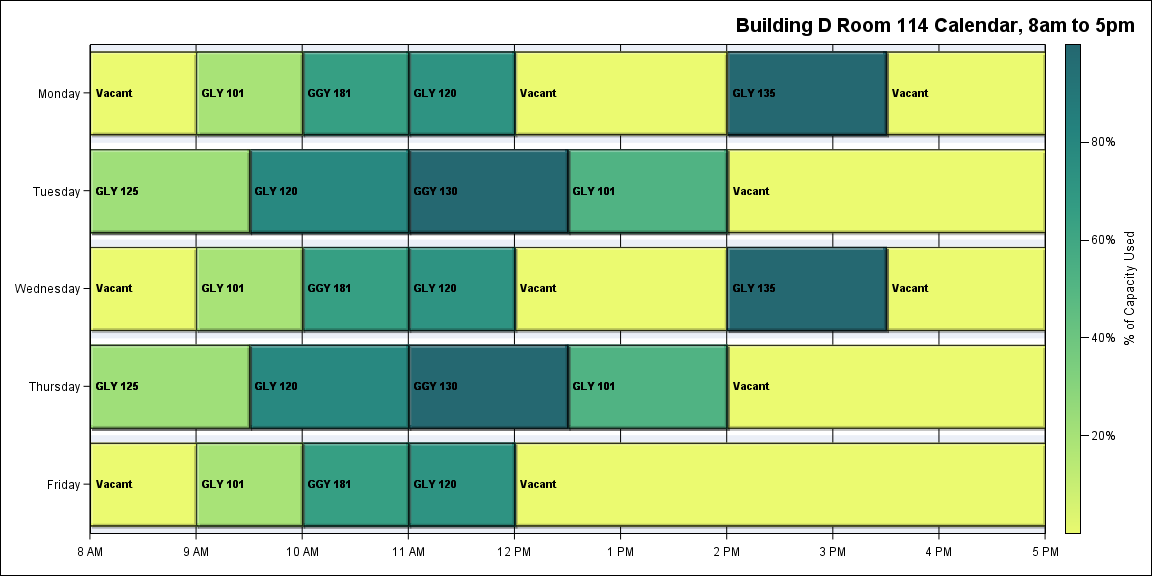 Building D Room 114 Calendar, 8am to 5pm
Monday
Vacant
GLY 101
GGY 181
GLY 120
Vacant
GLY 135
Vacant
Tuesday
GLY 125
GLY 120
GGY 130
GLY 101
Vacant
Wednesday
Vacant
GLY 101
GGY 181
GLY 120
Vacant
GLY 135
Vacant
Thursday
GLY 125
GLY 120
GGY 130
GLY 101
Vacant
Friday
Vacant
GLY 101
GGY 181
GLY 120
Vacant
8 AM
9 AM
10 AM
11 AM
12 PM
1 PM
2 PM
3 PM
4 PM
5 PM
80%
60%
40%
20%
% of Capacity Used